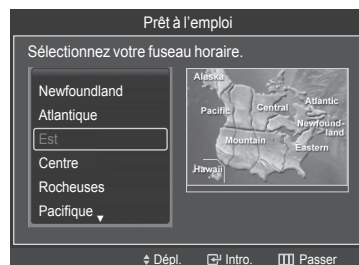 Prêt à l'emploi
Sélectionnez votre fuseau horaire.
Newfoundland
Atlantique
Est
Centre
Rocheuses
Pacifique
Alaska
Pacific
Central
Atlantic
Newfound-
land
Mountain
Eastern
Hawaii
Dépl. Intro. Passer